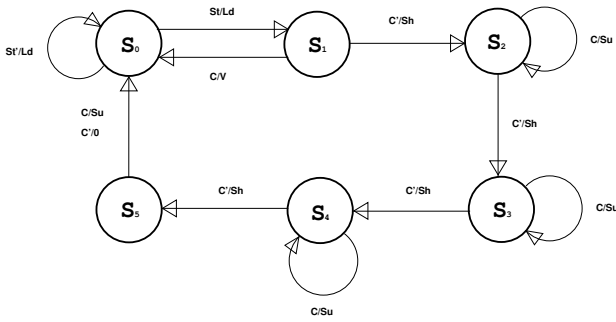 St/Ld
St'/Ld
S0
S1
C'/Sh
S2
C/Su
C/V
C/Su
C'/0
C'/Sh
C'/Sh
C'/Sh
S5
S4
S3
C/Su
C/Su